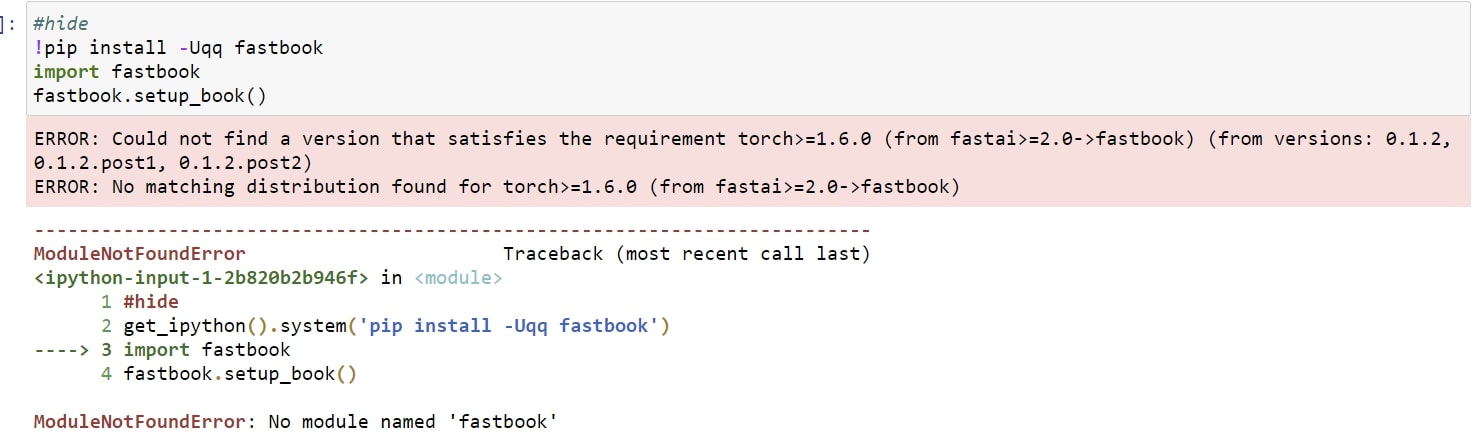 ]: #hide
!pip install -Uqq fastbook
import fastbook
fastbook.setup_book()
ERROR: Could not find a version that satisfies the requirement torch>=1.6.0 (from fastai>=2.0->fastbook) (from versions: 0.1.2,
0.1.2.post1, 0.1.2.post2)
ERROR: No matching distribution found for torch>=1.6.0 (from fastai>=2.0->fastbook)
---------------------------------------------------------------------------
ModuleNotFoundError                       Traceback (most recent call last)
<ipython-input-1-2b820b2b946f> in <module>
      1 #hide
      2 get_ipython().system('pip install -Uqq fastbook')
----> 3 import fastbook
      4 fastbook.setup_book()
ModuleNotFoundError: No module named 'fastbook'